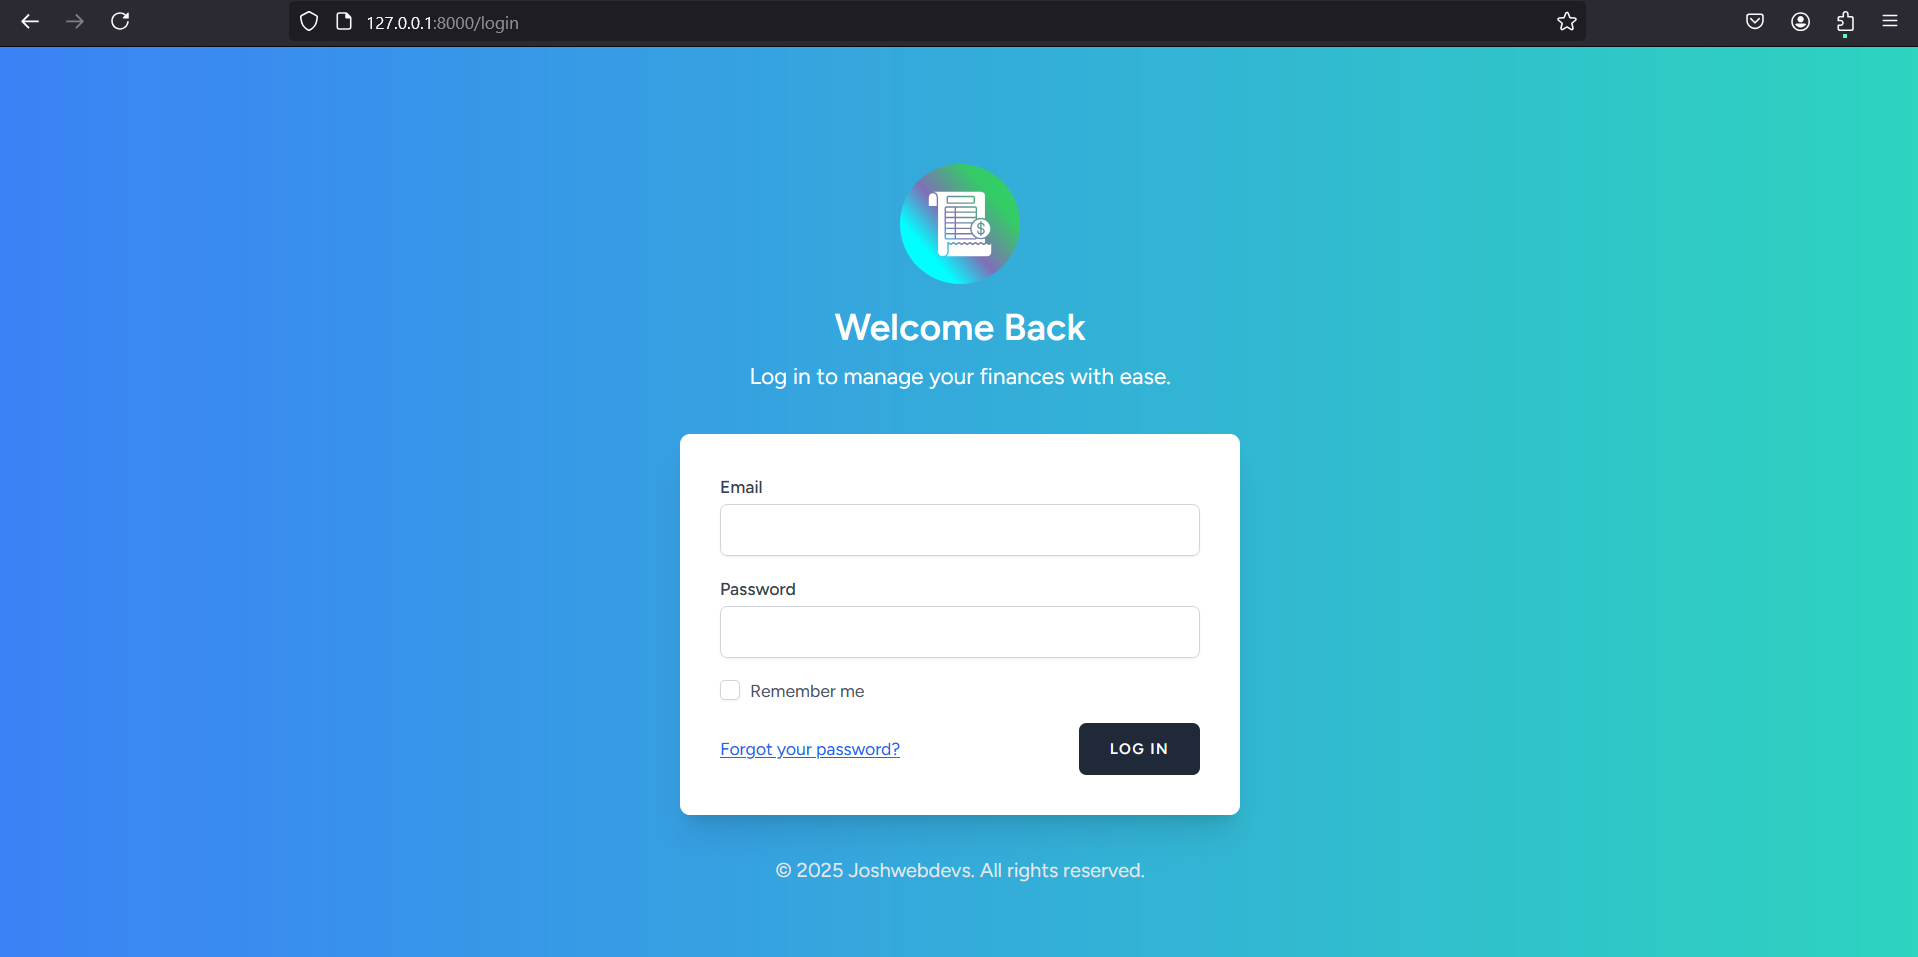 127.0.0.1:8000/login
$
Welcome Back
Log in to manage your finances with ease.
Email
Password
Remember me
Forgot your password?
LOG IN
© 2025 Joshwebdevs. All rights reserved.